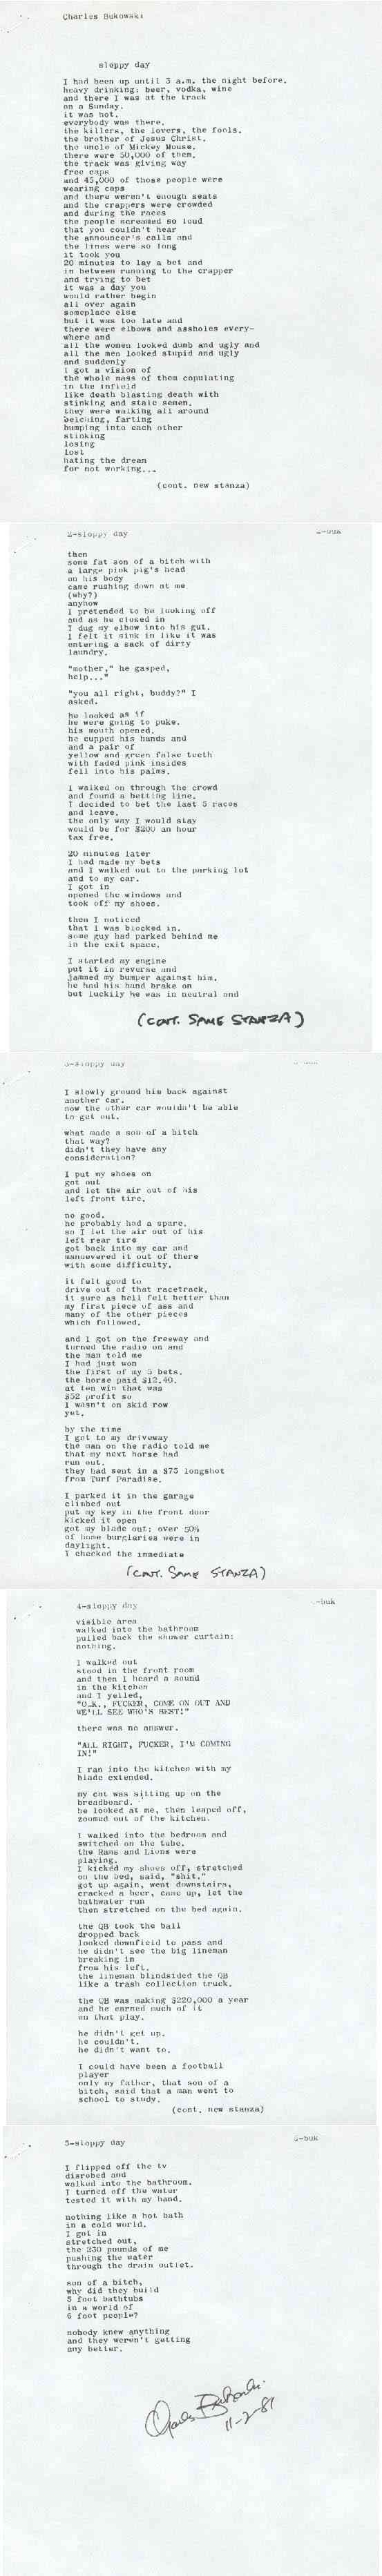 Charles Bukowski
sloppy day
I had been up until 3 a.m. the night before,
heavy drinking: beer, vodka, wine
and there I was at the track
on a Sunday.
it was hot.
everybody was there.
the killers, the lovers, the fools.
the brother of Jesus Christ.
the uncle of Mickey Mouse.
there were 50,000 of them.
the track was giving way
free caps
and 45,000 of those people were
wearing caps
and there weren't enough seats
and the crappers were crowded
and during the races
the people screamed so loud
that you couldn't hear
the announcer's calls and
the lines were so long
it took you
20 minutes to lay a bet and
in between running to the crapper
and trying to bet
it was a day you
would rather begin
all over again
someplace else
but it was too late and
there were elbows and assholes every-
where and
all the women looked dumb and ugly and
all the men looked stupid and ugly
and suddenly
I got a vision of
the whole mass of them copulating
in the infield
like death blasting death with
stinking and stale semen.
they were walking all around
belching, farting
bumping into each other
stinking
losing
lost
hating the dream
for not working...
(cont. new stanza)
2-sloppy day
2-buk
then
some fat son of a bitch with
a large pink pig's head
on his body
came rushing down at me
(why?)
anyhow
I pretended to be looking off
and as he closed in
I dug my elbow into his gut.
I felt it sink in like it was
entering a sack of dirty
laundry.
"mother," he gasped,
help..."
"you all right, buddy?" I
asked.
he looked as if
he were going to puke.
his mouth opened.
he cupped his hands and
and a pair of
yellow and green false teeth
with faded pink insides
fell into his palms.
I walked on through the crowd
and found a betting line.
I decided to bet the last 5 races
and leave.
the only way I would stay
would be for $200 an hour
tax free.
20 minutes later
I had made my bets
and I walked out to the parking lot
and to my car.
I got in
opened the windows and
took off my shoes.
then I noticed
that I was blocked in.
some guy had parked behind me
in the exit space.
I started my engine
put it in reverse and
jammed my bumper against him.
he had his hand brake on
but luckily he was in neutral and
(CONT. SAME STANZA)
3-sloppy day
I slowly ground his back against
another car.
now the other car wouldn't be able
to get out.
what made a son of a bitch
that way?
didn't they have any
consideration?
I put my shoes on
got out
and let the air out of his
left front tire.
no good.
he probably had a spare.
so I let the air out of his
left rear tire
got back into my car and
manuevered it out of there
with some difficulty.
it felt good to
drive out of that racetrack,
it sure as hell felt better than
my first piece of ass and
many of the other pieces
which followed.
and I got on the freeway and
turned the radio on and
the man told me
I had just won
the first of my 5 bets.
the horse paid $12.40.
at ten win that was
$52 profit so
I wasn't on skid row
yet.
by the time
I got to my driveway
the man on the radio told me
that my next horse had
run out.
they had sent in a $75 longshot
from Turf Paradise.
I parked it in the garage
climbed out
put my key in the front door
kicked it open
got my blade out: over 50%
of home burglaries were in
daylight.
I checked the immediate
(CONT. SAME STANZA)
4-sloppy day
-buk
visible area
walked into the bathroom
pulled back the shower curtain:
nothing.
I walked out
stood in the front room
and then I heard a sound
in the kitchen
and I yelled,
"O.K., FUCKER, COME ON OUT AND
WE'LL SEE WHO'S BEST!"
there was no answer.
"ALL RIGHT, FUCKER, I'M COMING
IN!"
I ran into the kitchen with my
blade extended.
my cat was sitting up on the
breadboard.
he looked at me, then leaped off,
zoomed out of the kitchen.
I walked into the bedroom and
switched on the tube.
the Rams and Lions were
playing.
I kicked my shoes off, stretched
on the bed, said, "shit,"
got up again, went downstairs,
cracked a beer, came up, let the
bathwater run
then stretched on the bed again.
the QB took the ball
dropped back
looked downfield to pass and
he didn't see the big lineman
breaking in
from his left.
the lineman blindsided the QB
like a trash collection truck.
the QB was making $220,000 a year
and he earned much of it
on that play.
he didn't get up.
he couldn't.
he didn't want to.
I could have been a football
player
only my father, that son of a
bitch, said that a man went to
school to study.
(cont. new stanza)
5-sloppy day
5-buk
I flipped off the tv
disrobed and
walked into the bathroom.
I turned off the water
tested it with my hand.
nothing like a hot bath
in a cold world.
I got in
stretched out,
the 230 pounds of me
pushing the water
through the drain outlet.
son of a bitch,
why did they build
5 foot bathtubs
in a world of
6 foot people?
nobody knew anything
and they weren't getting
any better.
Charles Bukowski
11-2-81